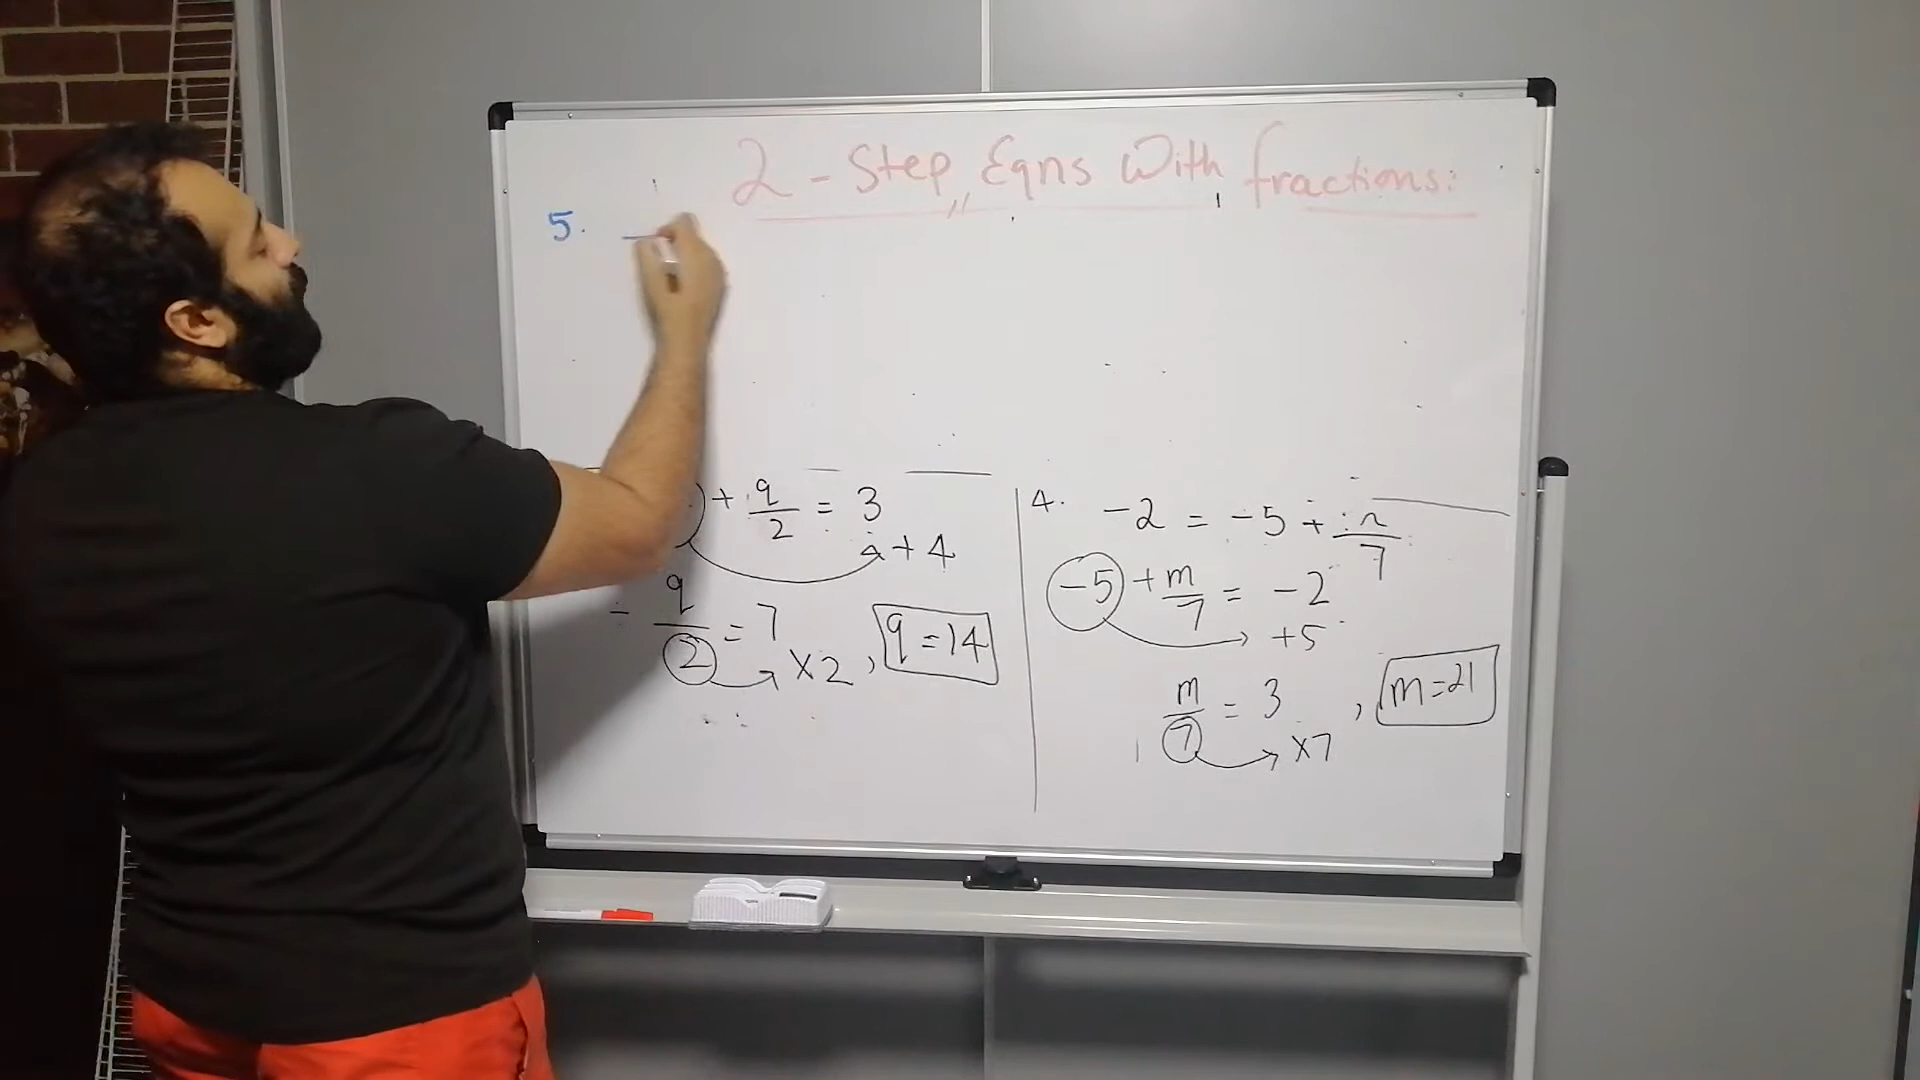 2 - Step Eqns With fractions:
5.
+ q/2 = 3
+ 4
q/2 = 7
×2, q = 14
4. -2 = -5 + m/7
-5 + m/7 = -2
+5
m/7 = 3, m = 21
×7